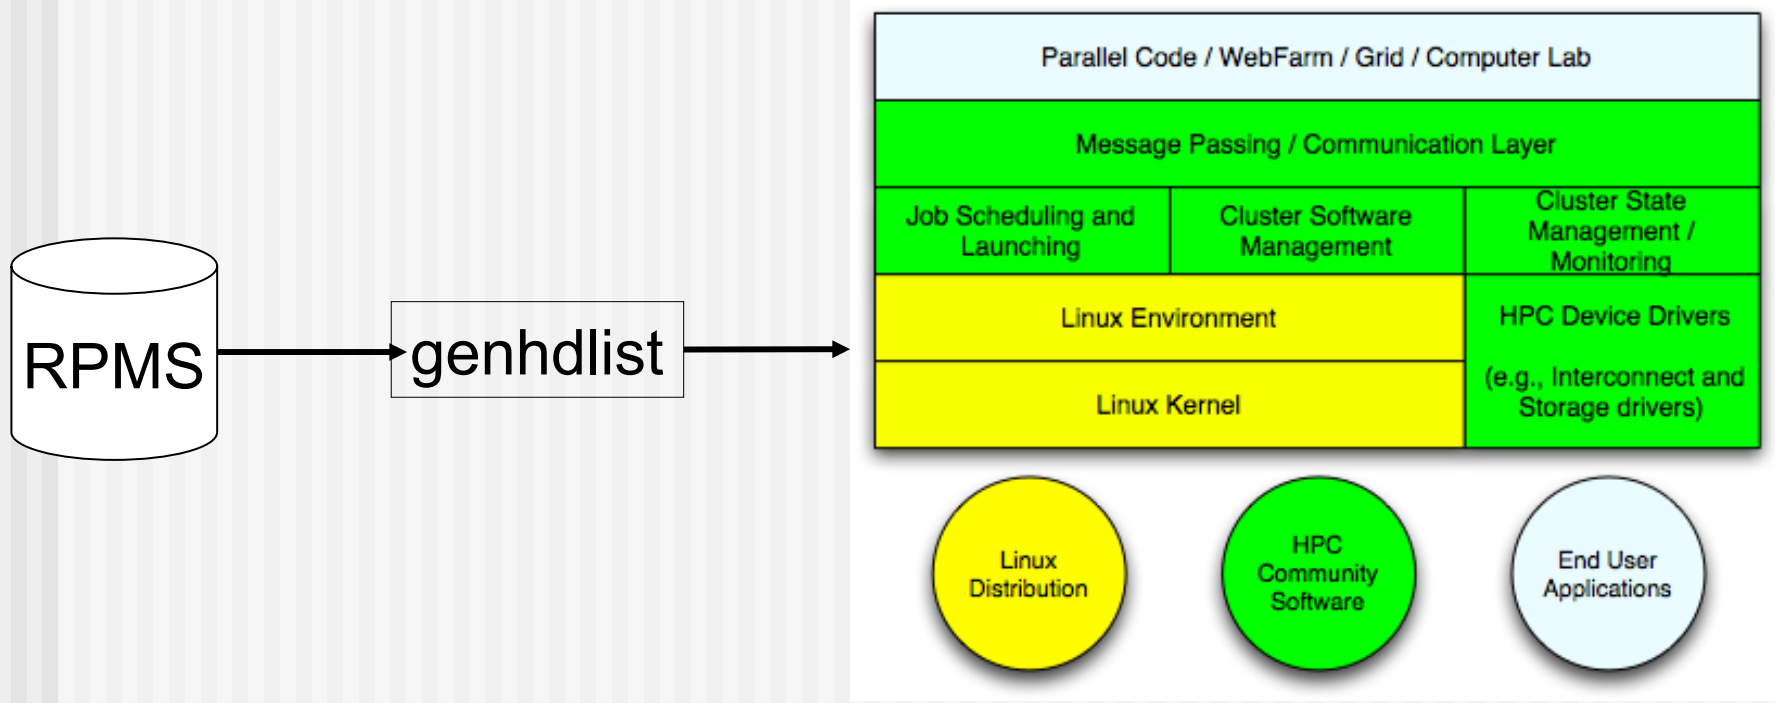 RPMS
genhdlist
Parallel Code / WebFarm / Grid / Computer Lab
Message Passing / Communication Layer
Job Scheduling and
Launching
Cluster Software
Management
Cluster State
Management /
Monitoring
Linux Environment
HPC Device Drivers
(e.g., Interconnect and
Storage drivers)
Linux Kernel
Linux
Distribution
HPC
Community
Software
End User
Applications